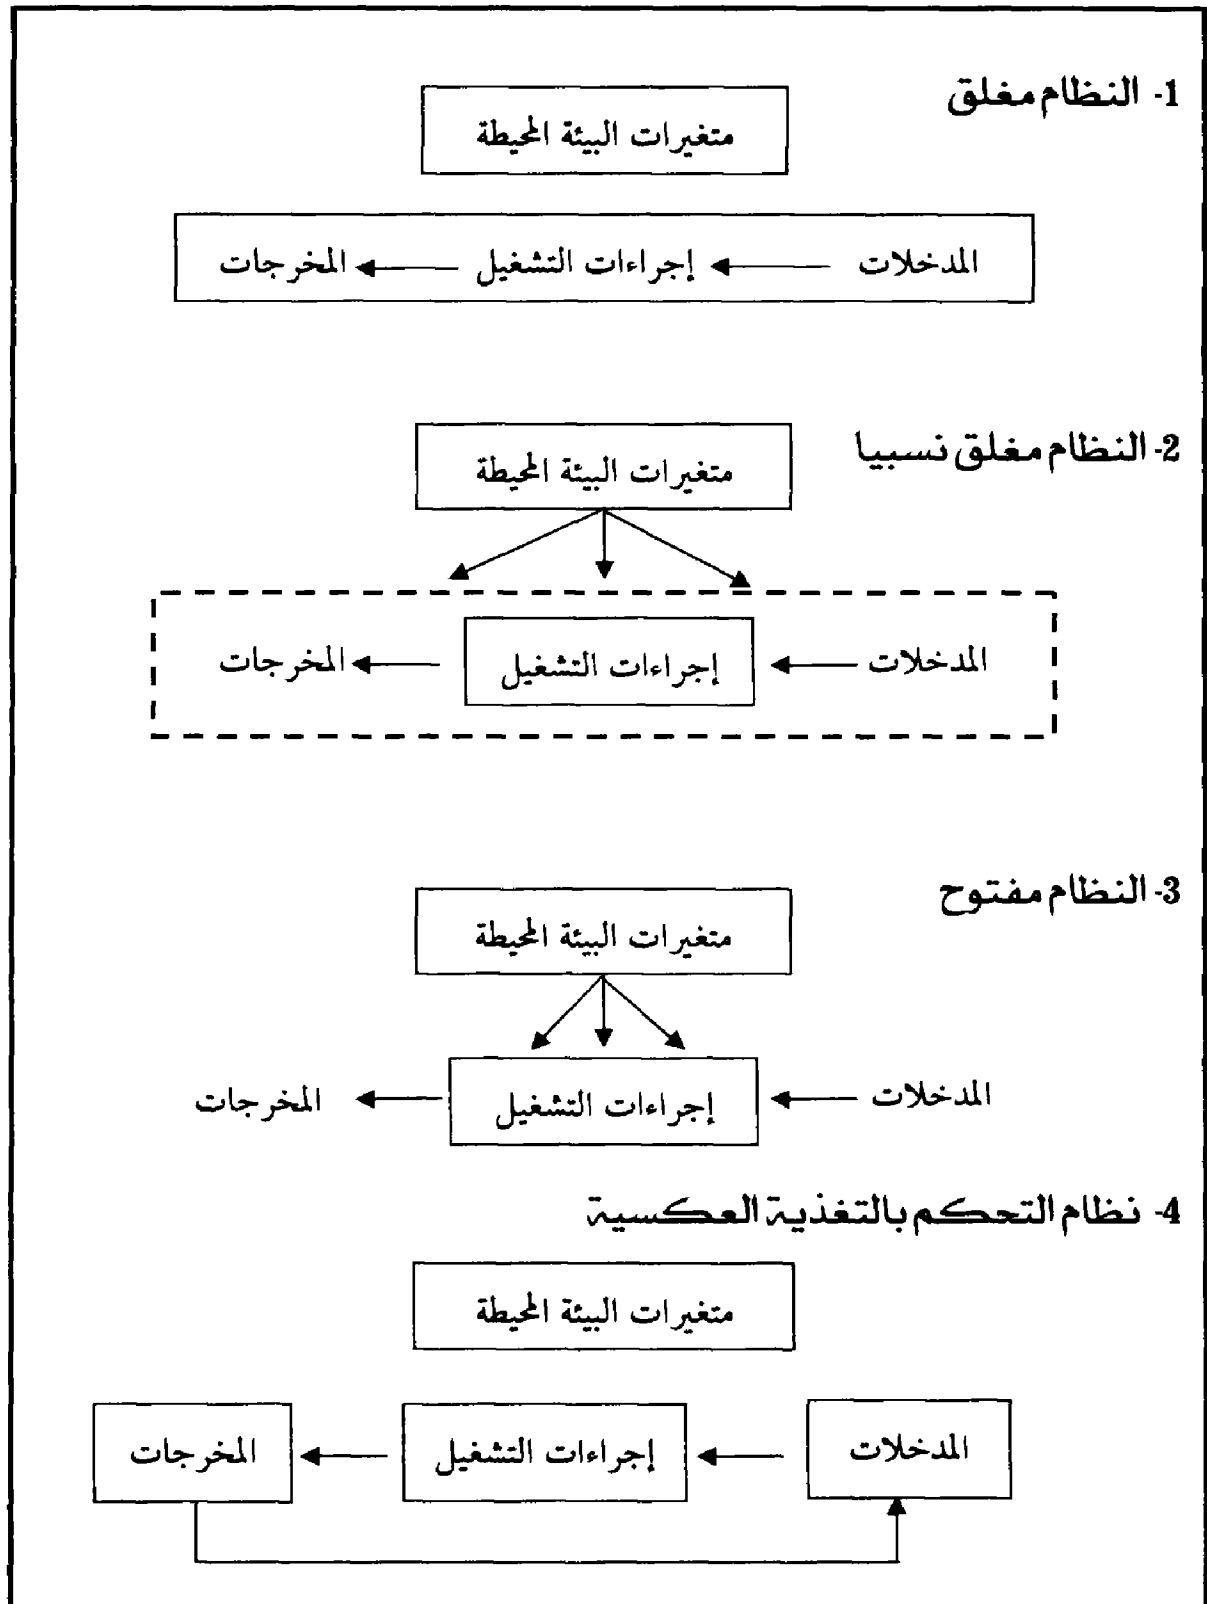 1- النظام مغلق
متغيرات البيئة المحيطة
المدخلات إجراءات التشغيل المخرجات
2- النظام مغلق نسبيا
متغيرات البيئة المحيطة
المدخلات إجراءات التشغيل المخرجات
3- النظام مفتوح
متغيرات البيئة المحيطة
المدخلات إجراءات التشغيل المخرجات
4- نظام التحكم بالتغذية العكسية
متغيرات البيئة المحيطة
المدخلات إجراءات التشغيل المخرجات